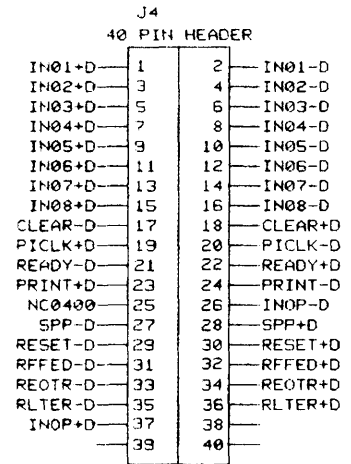 J4
40 PIN HEADER
IN01+D 1 2 IN01-D
IN02+D 3 4 IN02-D
IN03+D 5 6 IN03-D
IN04+D 7 8 IN04-D
IN05+D 9 10 IN05-D
IN06+D 11 12 IN06-D
IN07+D 13 14 IN07-D
IN08+D 15 16 IN08-D
CLEAR-D 17 18 CLEAR+D
PICLK+D 19 20 PICLK-D
READY-D 21 22 READY+D
PRINT+D 23 24 PRINT-D
NC0400 25 26 INOP-D
SPP-D 27 28 SPP+D
RESET-D 29 30 RESET+D
RFFED-D 31 32 RFFED+D
REOTR-D 33 34 REOTR+D
RLTER-D 35 36 RLTER+D
INOP+D 37 38
39 40